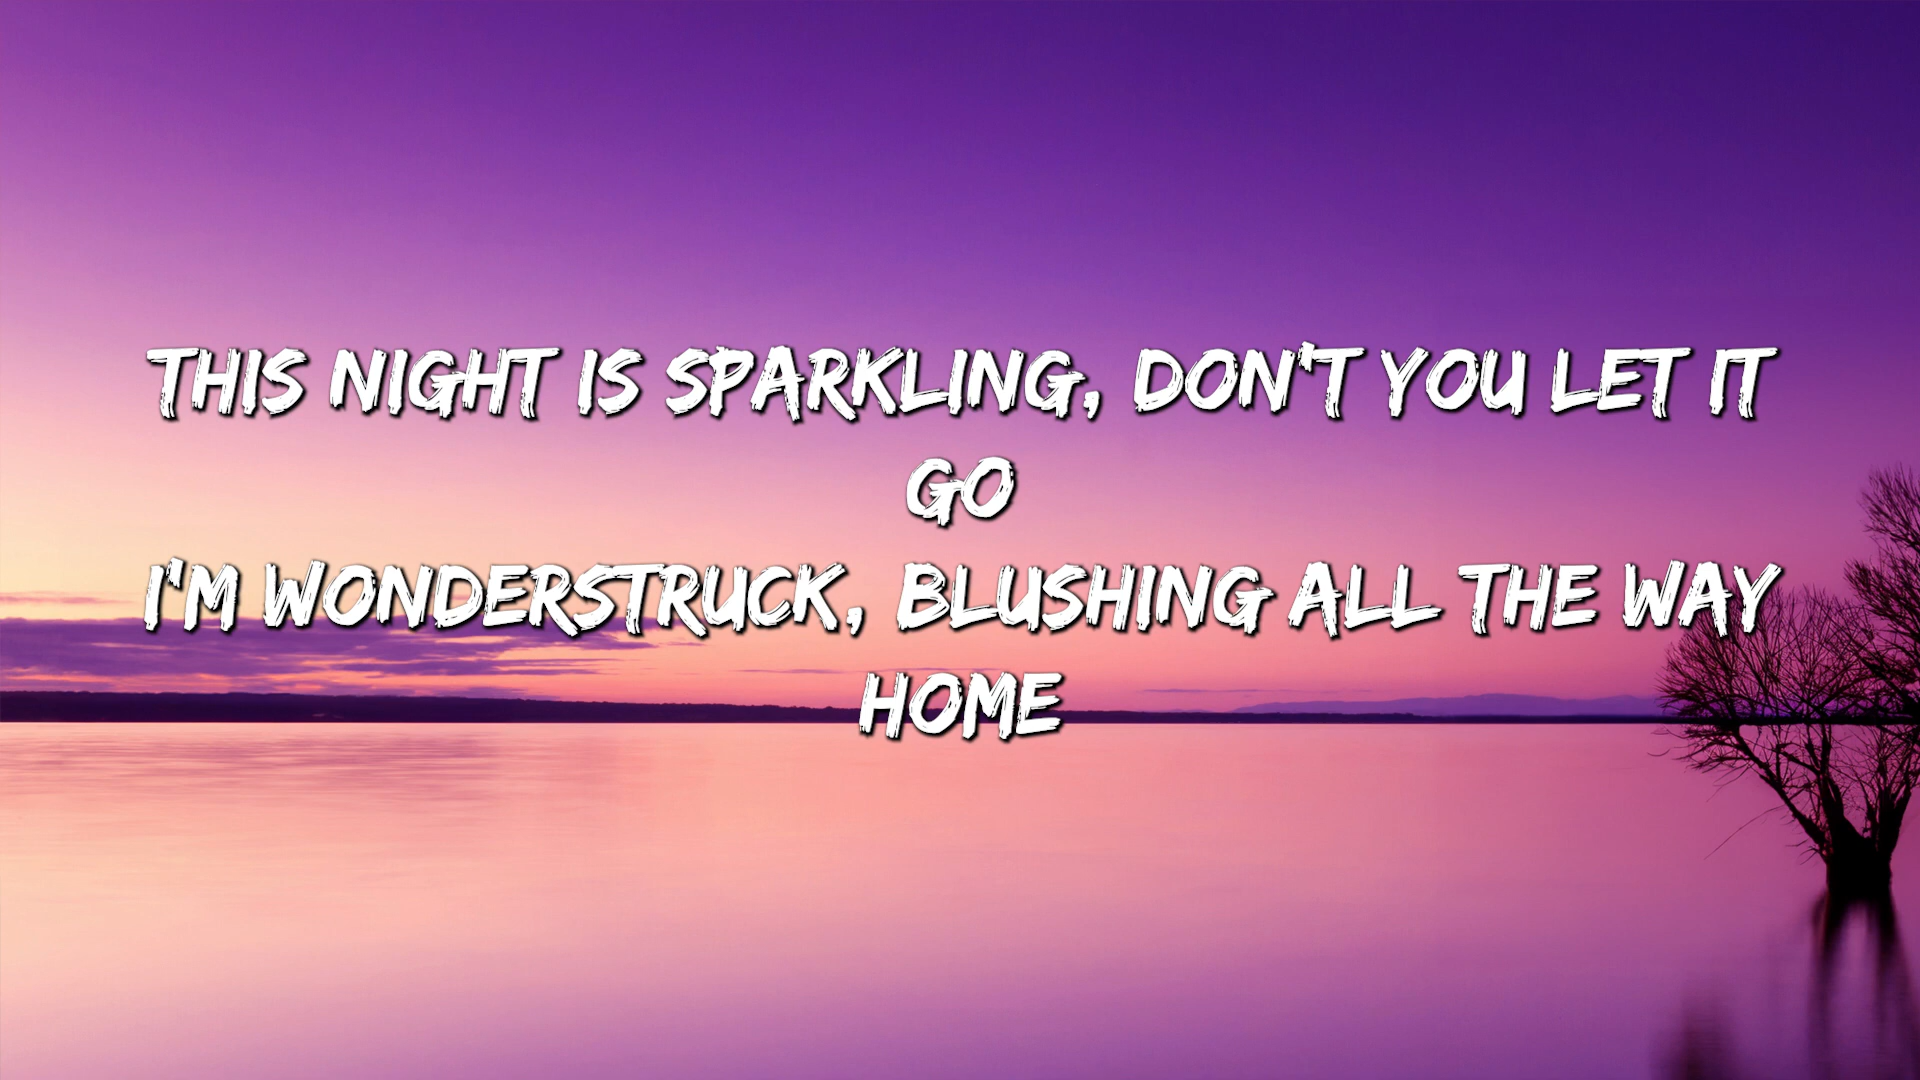 THIS NIGHT IS SPARKLING, DON'T YOU LET IT
GO
I'M WONDERSTRUCK, BLUSHING ALL THE WAY
HOME